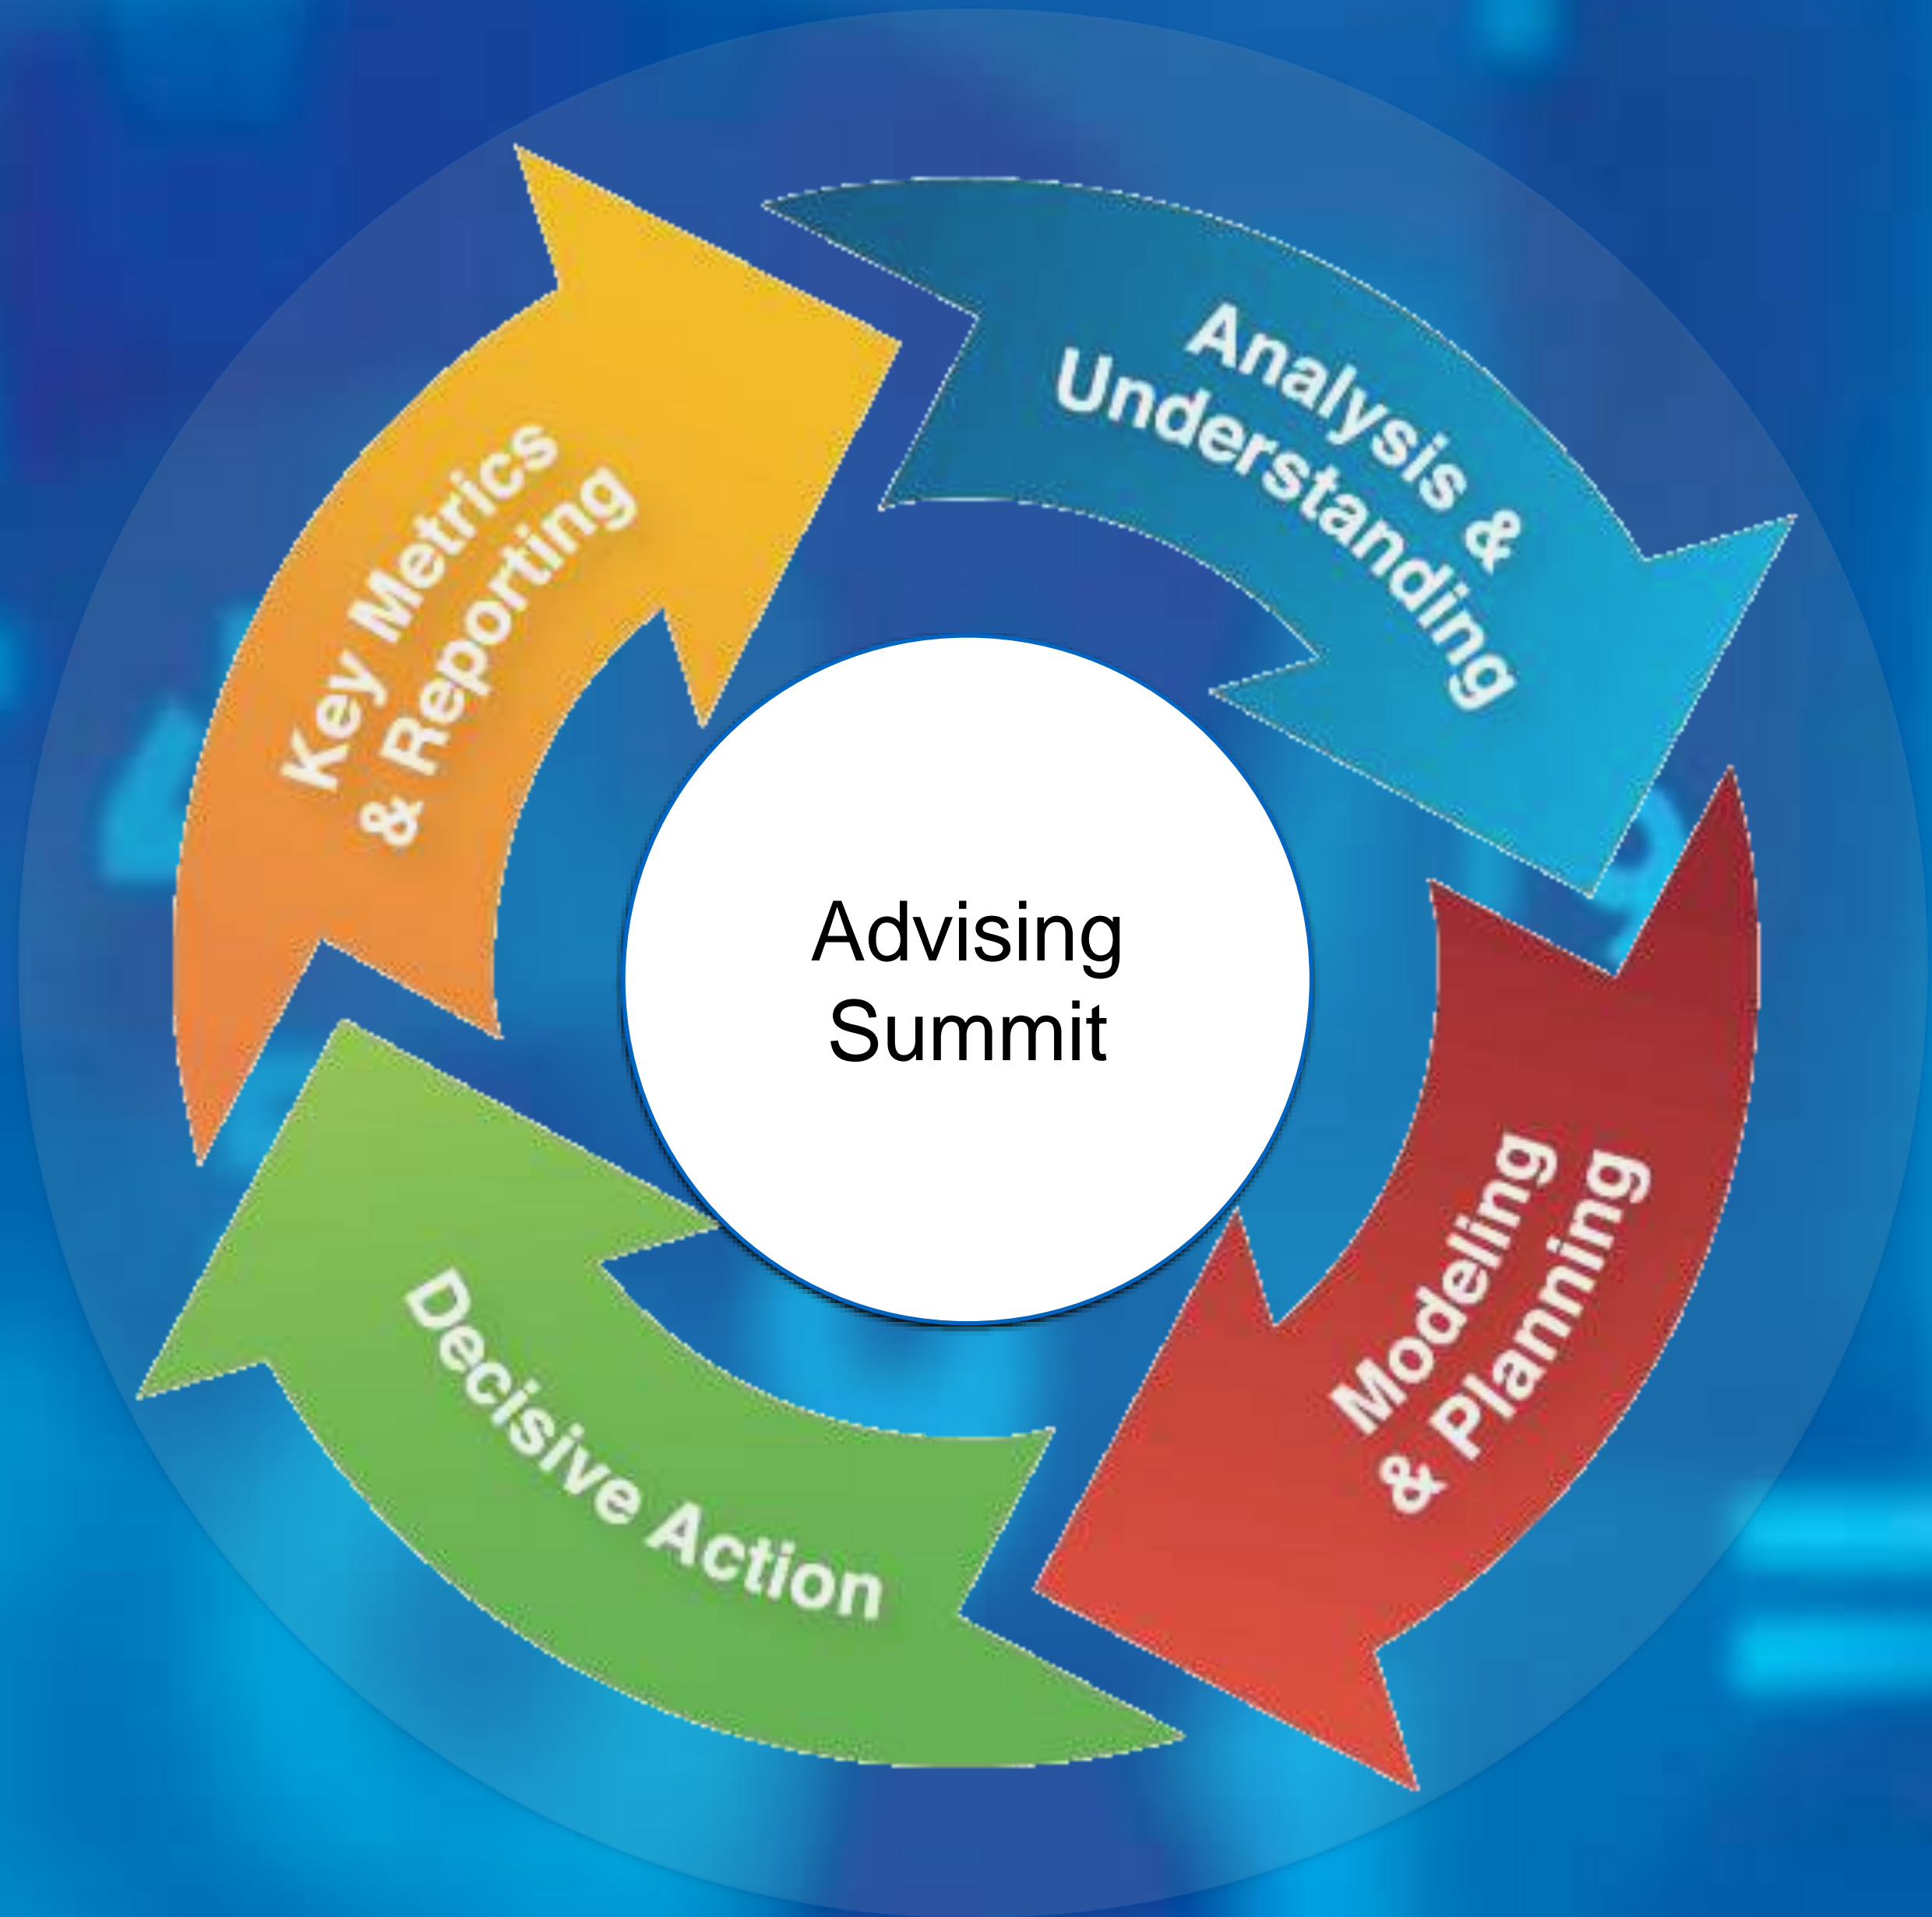 Key Metrics
& Reporting
Analysis &
Understanding
Modeling
& Planning
Decisive Action
Advising
Summit